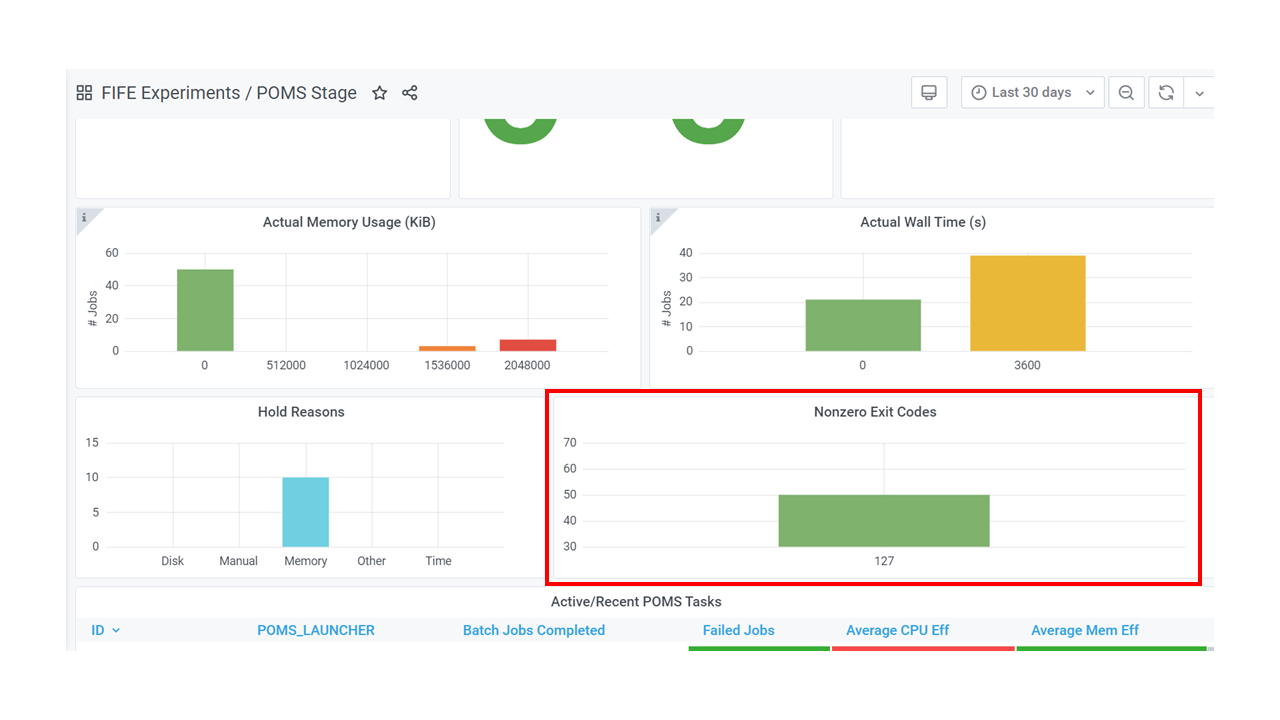 FIFE Experiments / POMS Stage
Last 30 days
i
Actual Memory Usage (KiB)
60
40
20
0
# Jobs
0 512000 1024000 1536000 2048000
i
Actual Wall Time (s)
40
30
20
10
0
# Jobs
0 3600
Hold Reasons
15
10
5
0
Disk Manual Memory Other Time
Nonzero Exit Codes
70
60
50
40
30
127
Active/Recent POMS Tasks
ID POMS_LAUNCHER Batch Jobs Completed Failed Jobs Average CPU Eff Average Mem Eff